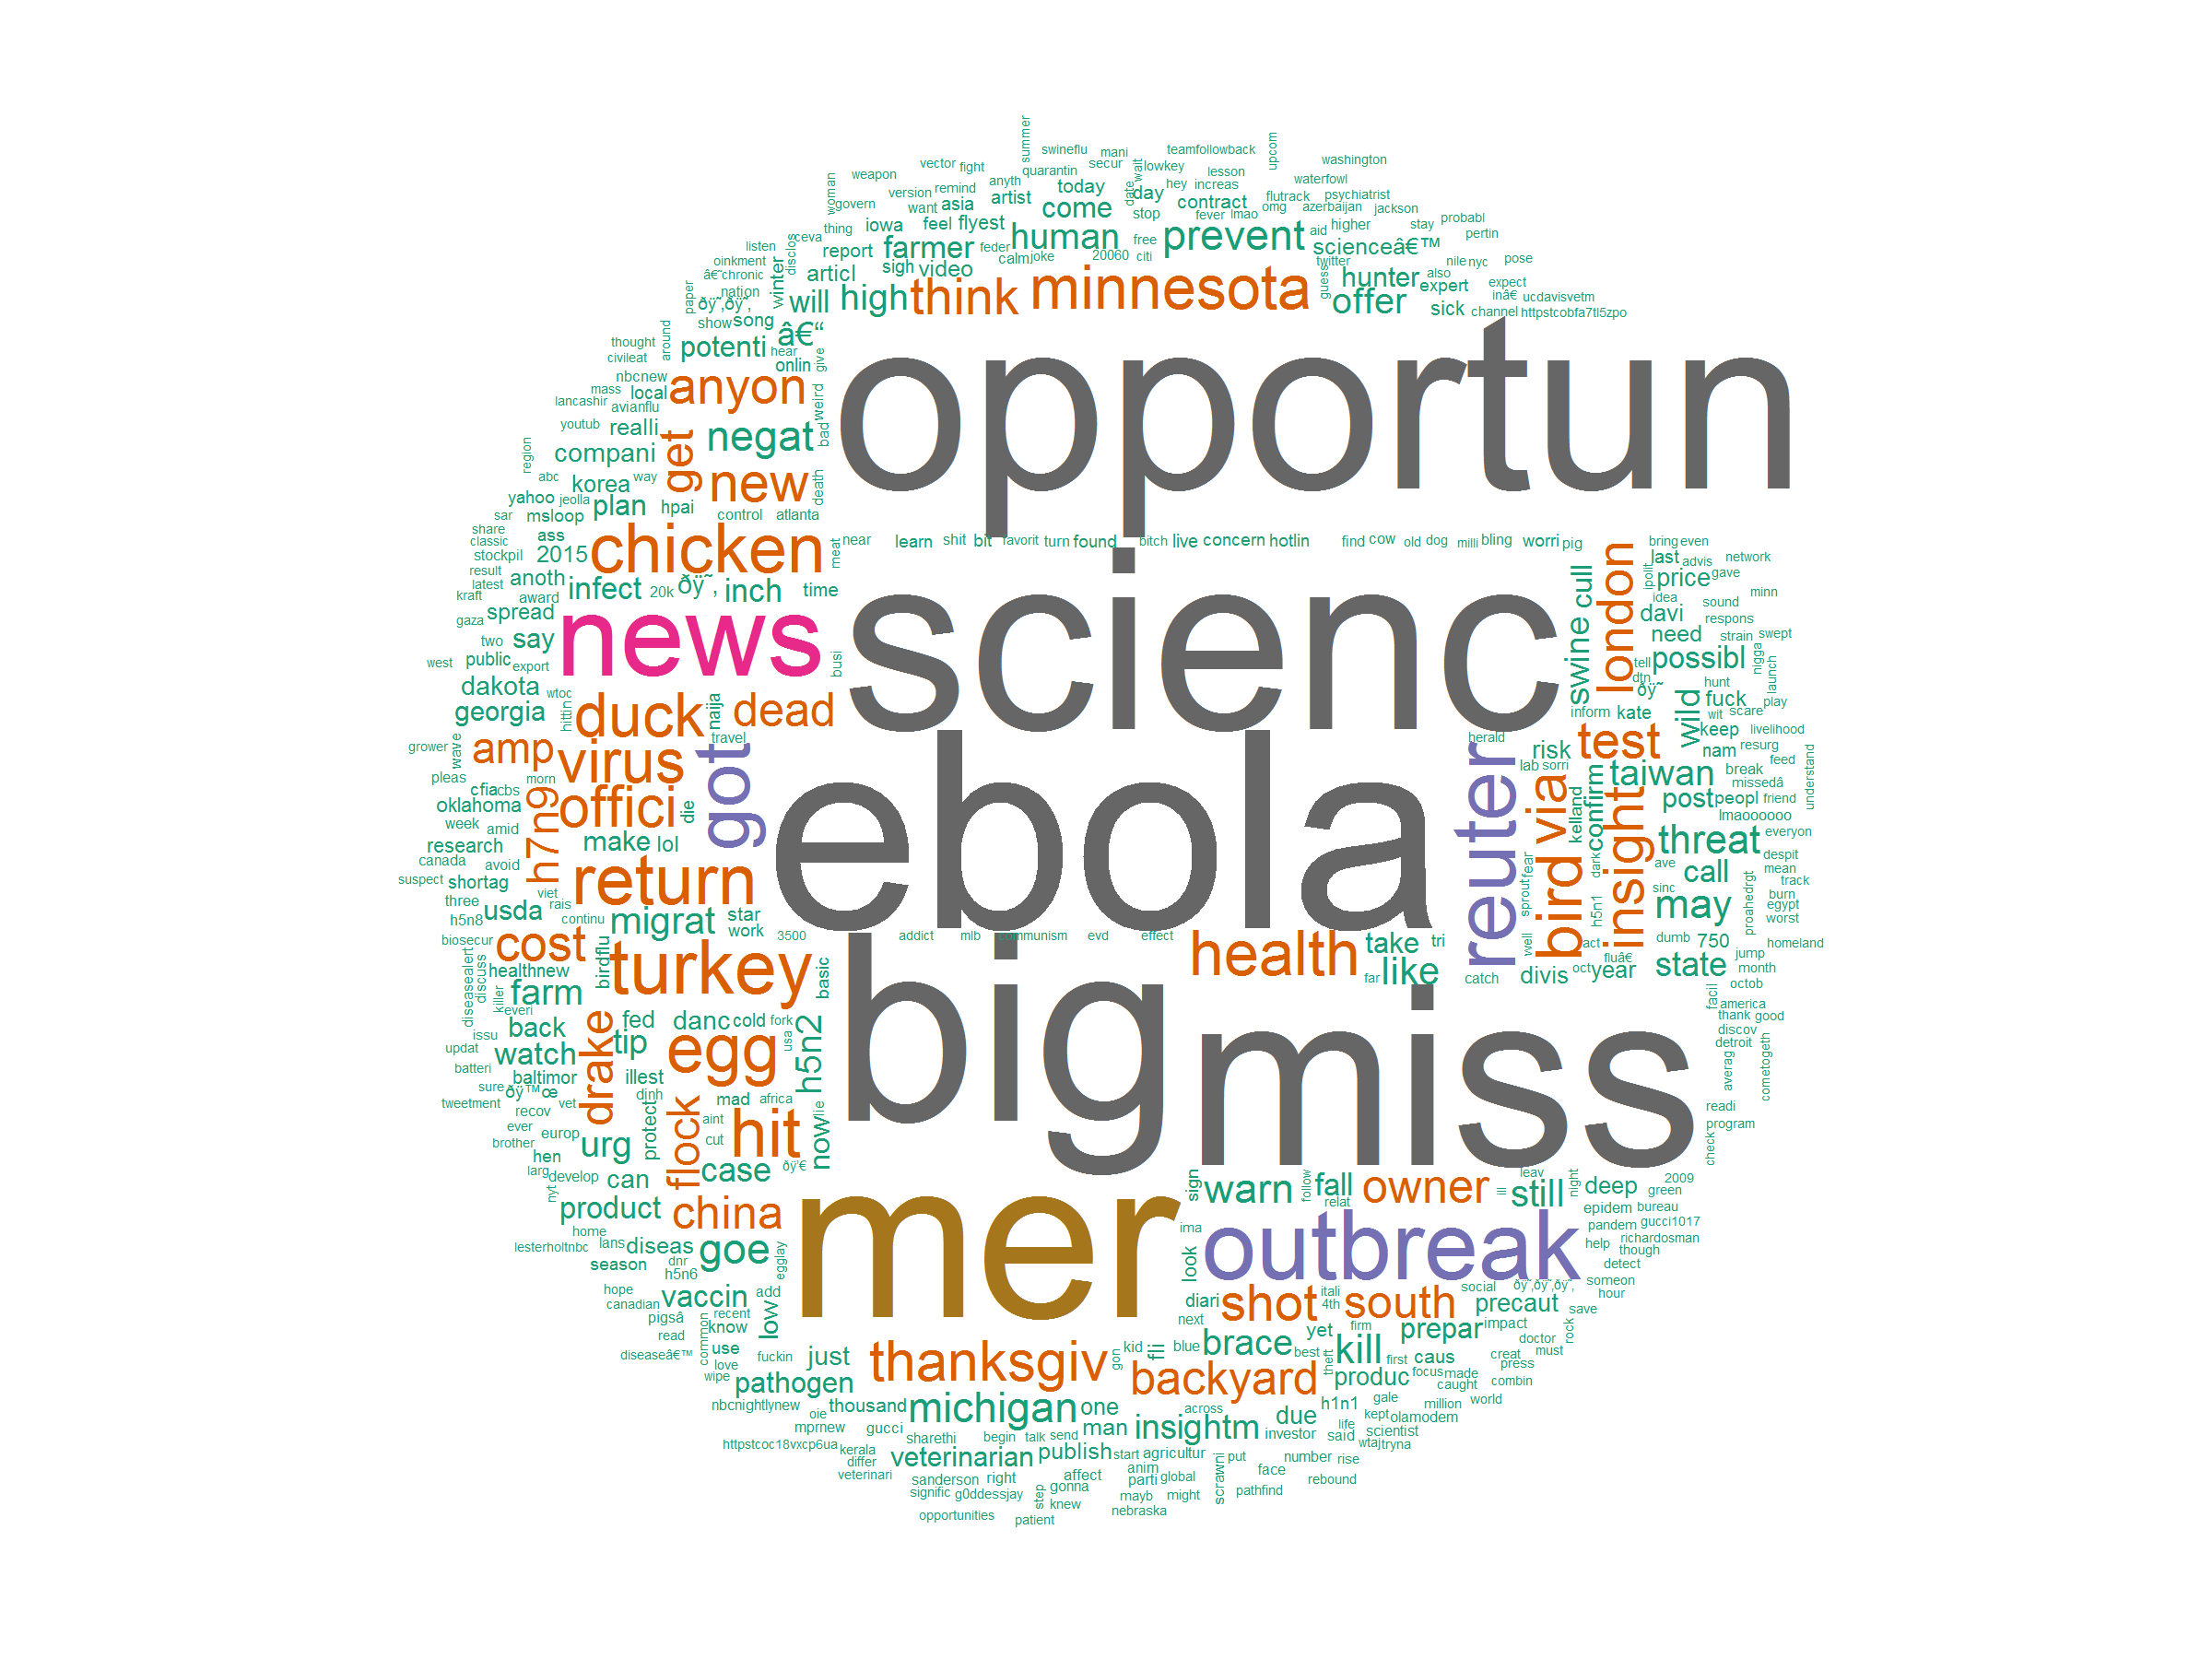 summer
swineflu mani teamfollowback upcom washington
vector fight quarantin secur wait lowkey lesson waterfowl
woman weapon version remind anyth today date day hey increas flutrack psychiatrist
govern want asia artist come stop contract fever lmao omg azerbaijan jackson
thing iowa feel flyest human free prevent aid higher stay probabl
listen disclos ceva report farmer feder calm joke 20060 citi scienceâ€™ pertin
oinkment articl sigh video twitter hunter also nile nyc pose
â€˜chronic winter nation will high think minnesota guess offer expert expect
paper ðÿ˜‚ðÿ˜‚ sick channel inâ€ ucdavisvetm httpstcobfa7tl5zpo
show song â€“
thought around potenti hear give opportun
civileat onlin
nbcnew anyon
mass local weird
lancashir avianflu
youtub realli get negat bad
region compani
abc way new death
korea
yahoo jeolla plan hpai
sar msloop control atlanta
share ass chicken meat near learn shit bit favorit turn found bitch live concern hotlin find cow old dog milli bling worri pig bring even
classic
stockpil 2015 last advis network
result anoth scienc swine cull london ipolit price gave
latest infect 20k ðÿ˜‚ inch time
kraft award idea minn
spread davi sound
gaza respons
two say news need strain swept
west public export busi tell possibl nigga launch
dakota wtoc dtn ðÿ˜ hunt
georgia hittin duck naija dead inform kate wild fuck play
wit scare
grower wave amp virus travel got ebola herald reuter risk test keep livelihood
nam resurg
pleas morn lab sorri taiwan break feed understand
cfia cbs missedâ
oklahoma h7n9 offici die bird via kelland confirm insight post peopl friend
week amid lmaoooooo
research make lol threat everyon
canada avoid dark ave despit
suspect shortag return call mean
viet sinc track
three rais proahedrgt burn
h5n8 usda continu migrat star sprout fear h5n1 may egypt
worst
biosecur cost work 3500 addict mlb communism evd effect health take tri well act dumb 750 homeland
diseasealert discuss healthnew birdflu turkey basic big far like catch divis oct fluâ€ year state jump
month
farm octob
killer everi facil america
issu back drake fed danc cold fork miss thank good
updat watch tip egg usa h5n2 discov
detroit
batteri baltimor illest averag cometogeth
sure ðÿ™œ dinh mad africa
tweetment recov vet readi
ever europ protect flock aint hit now lie program
brother urg cut check
hen case ðÿ’€
larg develop can sign warn follow fall owner ill leav still night deep 2009
nyt product china mer relat green
home epidem bureau
lesterholtnbc lans diseas goe egglay ima outbreak pandem gucci1017
season dnr look help richardosman
h5n6 though
detect
hope vaccin add low diari shot itali south social ðÿ˜‚ðÿ˜‚ðÿ˜‚ someon
canadian recent 4th precaut hour
pigsâ know next firm prepar impact save
read common use brace yet doctor rock
diseaseâ€™ fuckin just thanksgiv gon kid fli blue best kill first caus creat must
love press
wipe pathogen backyard theft produc focus made combin
nbcnightlynew thousand michigan one across h1n1 gale caught million world
oie kept olamodem
mprnew gucci man insightm due life scientist
httpstcoc18vxcp6ua kerala sharethi begin talk send investor said wtaj tryna
differ veterinarian publish start agricultur scrawni put number rise
veterinari sanderson right affect anim parti global face rebound
signific g0ddessjay step gonna mayb might pathfind
knew nebraska
opportunities patient